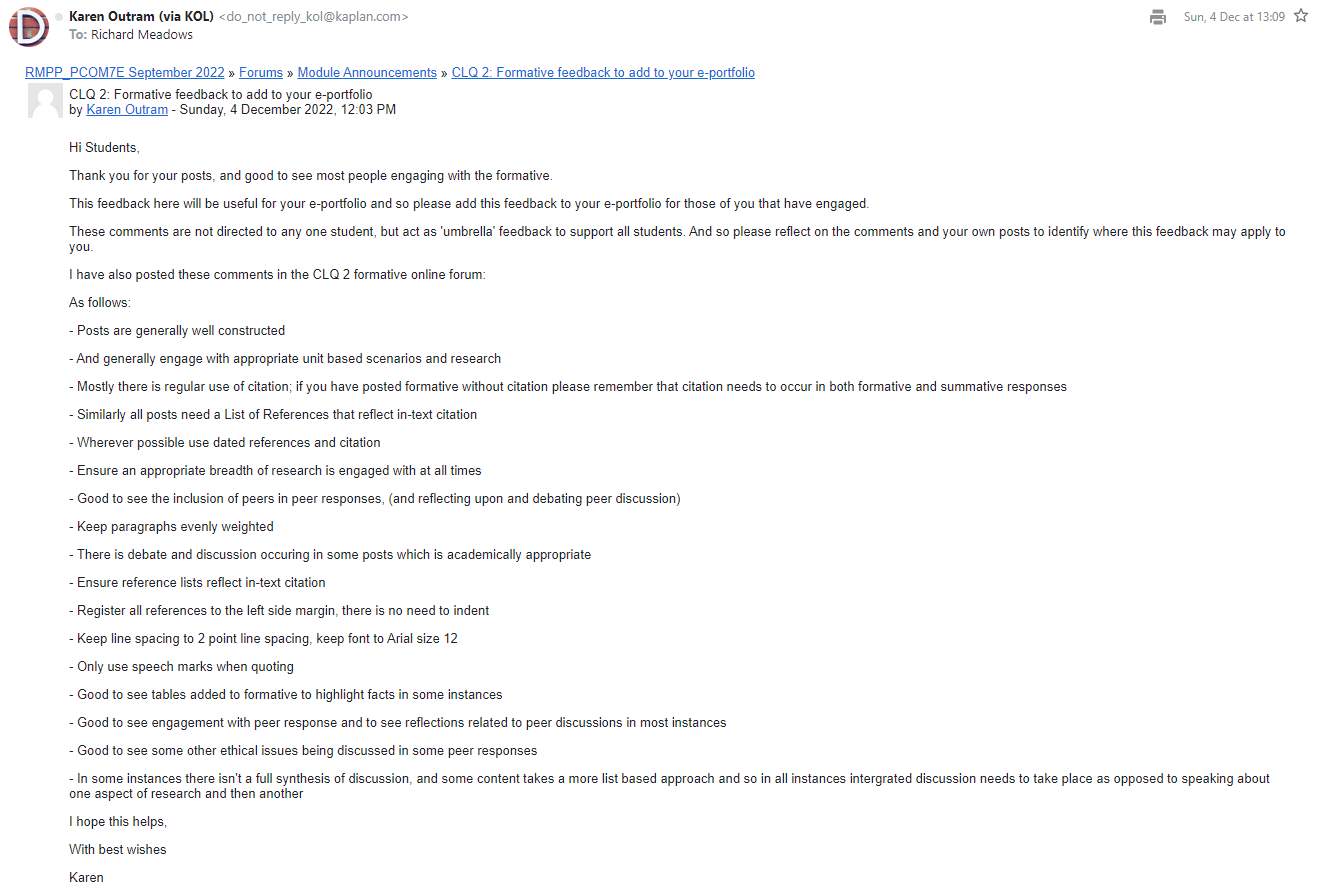 Karen Outram (via KOL) <do_not_reply_kol@kaplan.com>
Sun, 4 Dec at 13:09
To: Richard Meadows
RMPP_PCOM7E September 2022 » Forums » Module Announcements » CLQ 2: Formative feedback to add to your e-portfolio
CLQ 2: Formative feedback to add to your e-portfolio
by Karen Outram - Sunday, 4 December 2022, 12:03 PM
Hi Students,
Thank you for your posts, and good to see most people engaging with the formative.
This feedback here will be useful for your e-portfolio and so please add this feedback to your e-portfolio for those of you that have engaged.
These comments are not directed to any one student, but act as 'umbrella' feedback to support all students. And so please reflect on the comments and your own posts to identify where this feedback may apply to
you.
I have also posted these comments in the CLQ 2 formative online forum:
As follows:
- Posts are generally well constructed
- And generally engage with appropriate unit based scenarios and research
- Mostly there is regular use of citation; if you have posted formative without citation please remember that citation needs to occur in both formative and summative responses
- Similarly all posts need a List of References that reflect in-text citation
- Wherever possible use dated references and citation
- Ensure an appropriate breadth of research is engaged with at all times
- Good to see the inclusion of peers in peer responses, (and reflecting upon and debating peer discussion)
- Keep paragraphs evenly weighted
- There is debate and discussion occuring in some posts which is academically appropriate
- Ensure reference lists reflect in-text citation
- Register all references to the left side margin, there is no need to indent
- Keep line spacing to 2 point line spacing, keep font to Arial size 12
- Only use speech marks when quoting
- Good to see tables added to formative to highlight facts in some instances
- Good to see engagement with peer response and to see reflections related to peer discussions in most instances
- Good to see some other ethical issues being discussed in some peer responses
- In some instances there isn't a full synthesis of discussion, and some content takes a more list based approach and so in all instances intergrated discussion needs to take place as opposed to speaking about
one aspect of research and then another
I hope this helps,
With best wishes
Karen